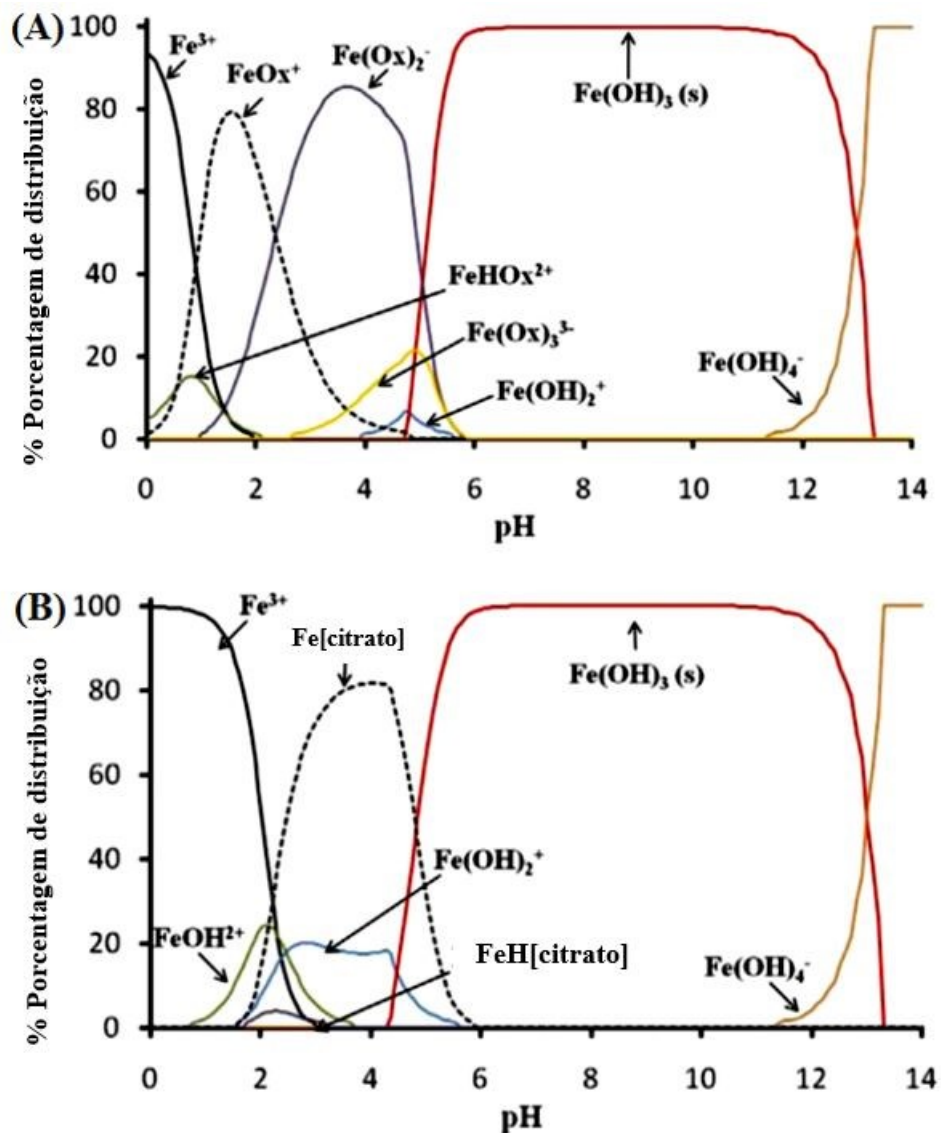 (A)
% Porcentagem de distribuição
100
80
60
40
20
0
Fe³⁺
FeOx⁺
Fe(Ox)₂⁻
Fe(OH)₃ (s)
FeHOx²⁺
Fe(Ox)₃³⁻
Fe(OH)₂⁺
Fe(OH)₄⁻
0 2 4 6 8 10 12 14
pH
(B)
% Porcentagem de distribuição
100
80
60
40
20
0
Fe³⁺
Fe[citrato]
Fe(OH)₃ (s)
Fe(OH)₂⁺
FeOH²⁺
FeH[citrato]
Fe(OH)₄⁻
0 2 4 6 8 10 12 14
pH